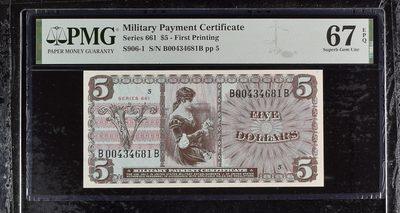 PMG
PAPER MONEY GUARANTY
Military Payment Certificate
Series 661 $5 - First Printing
S906-1 S/N B00434681B pp 5
67 EPQ
Superb Gem Unc
5 SERIES 661 5
B00434681B
FIVE
DOLLARS
B00434681B
5
5 MILITARY PAYMENT CERTIFICATE 5